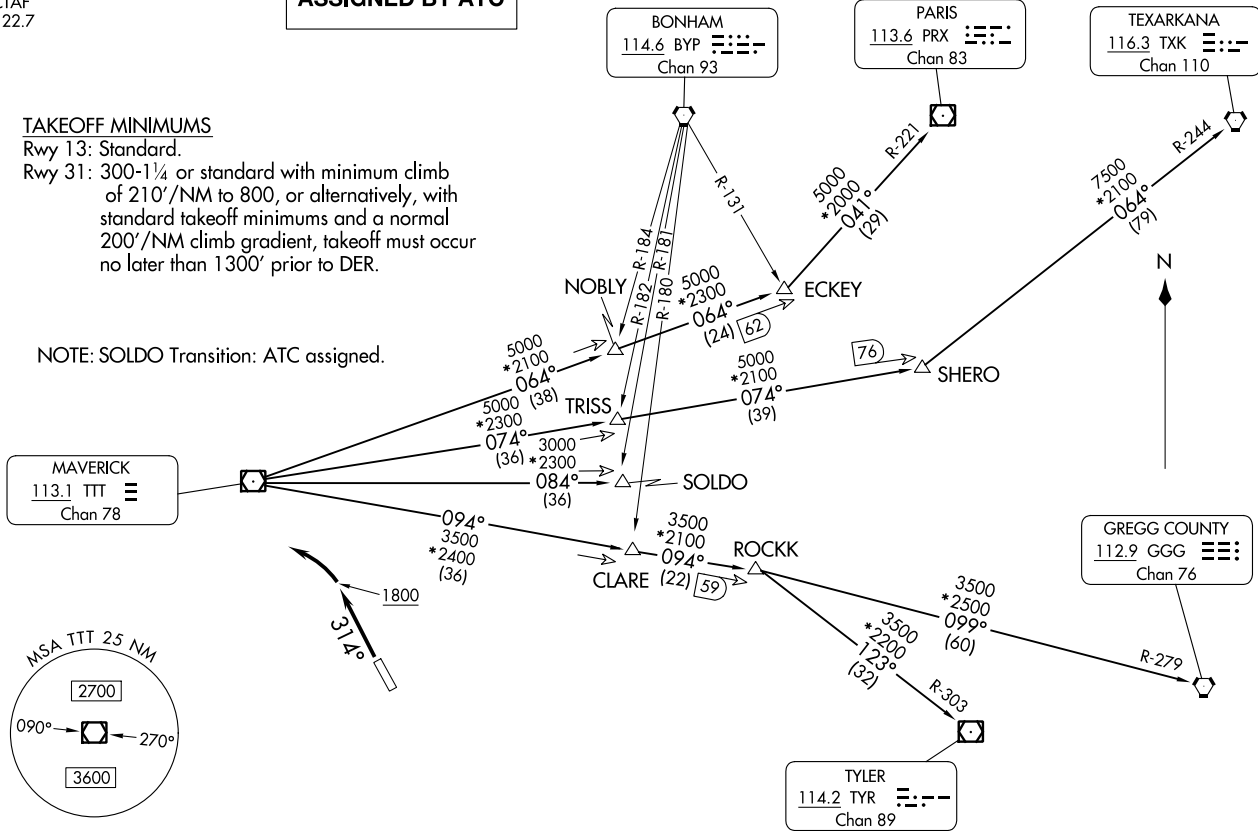 CTAF
122.7
ASSIGNED BY ATC
BONHAM
114.6 BYP
Chan 93
PARIS
113.6 PRX
Chan 83
TEXARKANA
116.3 TXK
Chan 110
TAKEOFF MINIMUMS
Rwy 13: Standard.
Rwy 31: 300-1¼ or standard with minimum climb
of 210'/NM to 800, or alternatively, with
standard takeoff minimums and a normal
200'/NM climb gradient, takeoff must occur
no later than 1300' prior to DER.
NOTE: SOLDO Transition: ATC assigned.
R-221
R-244
R-131
R-184
R-181
R-182
R-180
5000
*2000
041°
(29)
7500
*2100
064°
(79)
N
NOBLY
5000
*2300
064°
(24)
62
ECKEY
5000
*2100
064°
(38)
76
SHERO
TRISS
5000
*2100
074°
(39)
5000
*2300
074°
(36)
3000
*2300
084°
(36)
SOLDO
MAVERICK
113.1 TTT
Chan 78
094°
3500
*2400
(36)
CLARE
3500
*2100
094°
(22)
59
ROCKK
GREGG COUNTY
112.9 GGG
Chan 76
3500
*2500
099°
(60)
R-279
3500
*2200
123°
(32)
R-303
1800
314°
MSA TTT 25 NM
2700
090°
270°
3600
TYLER
114.2 TYR
Chan 89